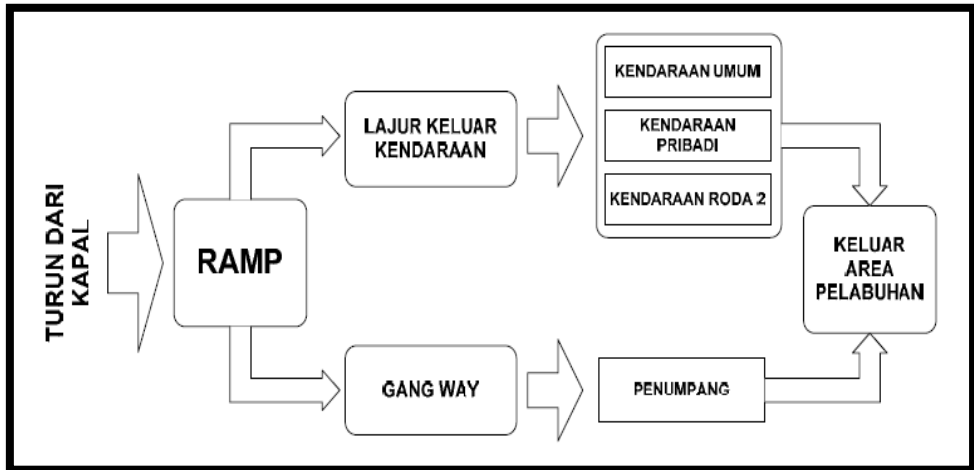 TURUN DARI
KAPAL
RAMP
LAJUR KELUAR
KENDARAAN
KENDARAAN UMUM
KENDARAAN
PRIBADI
KENDARAAN RODA 2
GANG WAY
PENUMPANG
KELUAR
AREA
PELABUHAN